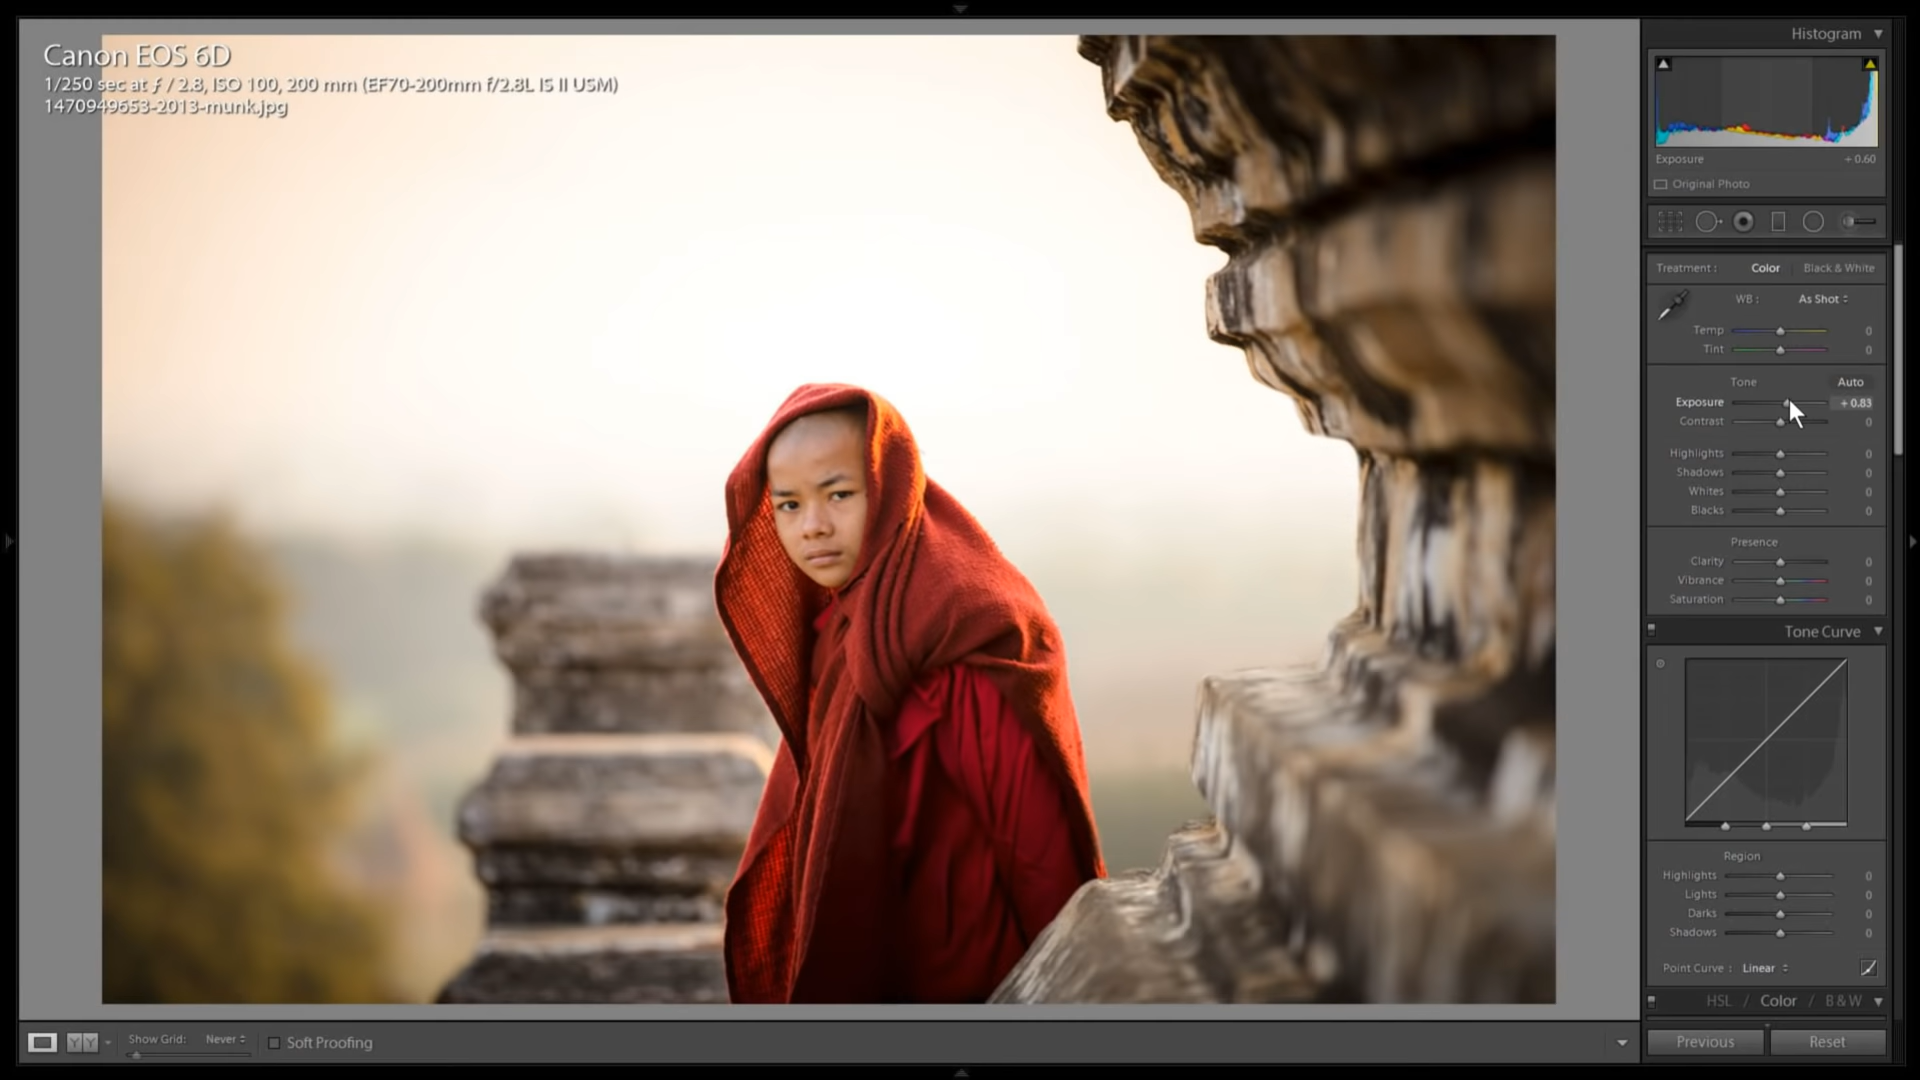 Canon EOS 6D
1/250 sec at ƒ / 2.8, ISO 100, 200 mm (EF70-200mm f/2.8L IS II USM)
1470949653-2013-munk.jpg
Histogram
Exposure + 0.60
Original Photo
Treatment : Color Black & White
WB : As Shot
Temp 0
Tint 0
Tone Auto
Exposure + 0.83
Contrast 0
Highlights 0
Shadows 0
Whites 0
Blacks 0
Presence
Clarity 0
Vibrance 0
Saturation 0
Tone Curve
Region
Highlights 0
Lights 0
Darks 0
Shadows 0
Point Curve : Linear
HSL / Color / B & W
Y Y Show Grid: Never Soft Proofing
Previous Reset